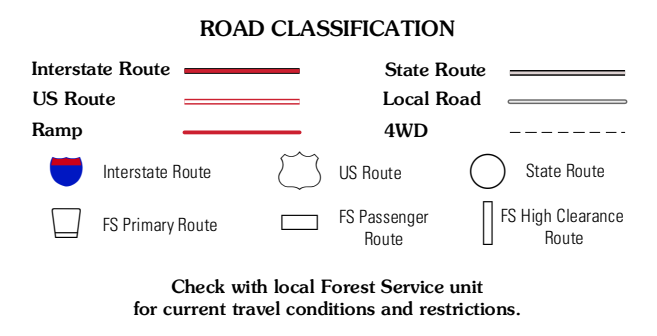 ROAD CLASSIFICATION
Interstate Route
State Route
US Route
Local Road
Ramp
4WD
Interstate Route
US Route
State Route
FS Primary Route
FS Passenger
Route
FS High Clearance
Route
Check with local Forest Service unit
for current travel conditions and restrictions.